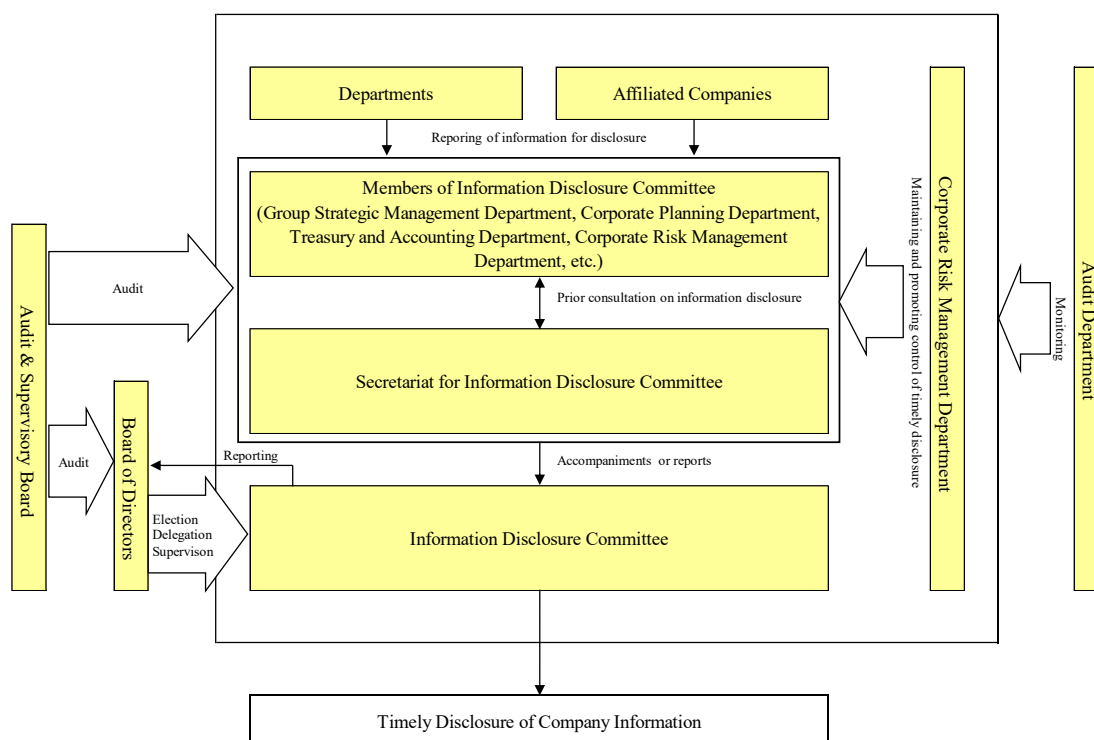 Departments
Affiliated Companies
Reporing of information for disclosure
Members of Information Disclosure Committee
(Group Strategic Management Department, Corporate Planning Department,
Treasury and Accounting Department, Corporate Risk Management
Department, etc.)
Prior consultation on information disclosure
Secretariat for Information Disclosure Committee
Audit
Audit & Supervisory Board
Audit
Board of Directors
Reporting
Election
Delegation
Supervison
Accompaniments or reports
Information Disclosure Committee
Maintaining and promoting control of timely disclosure
Corporate Risk Management Department
Monitoring
Audit Department
Timely Disclosure of Company Information